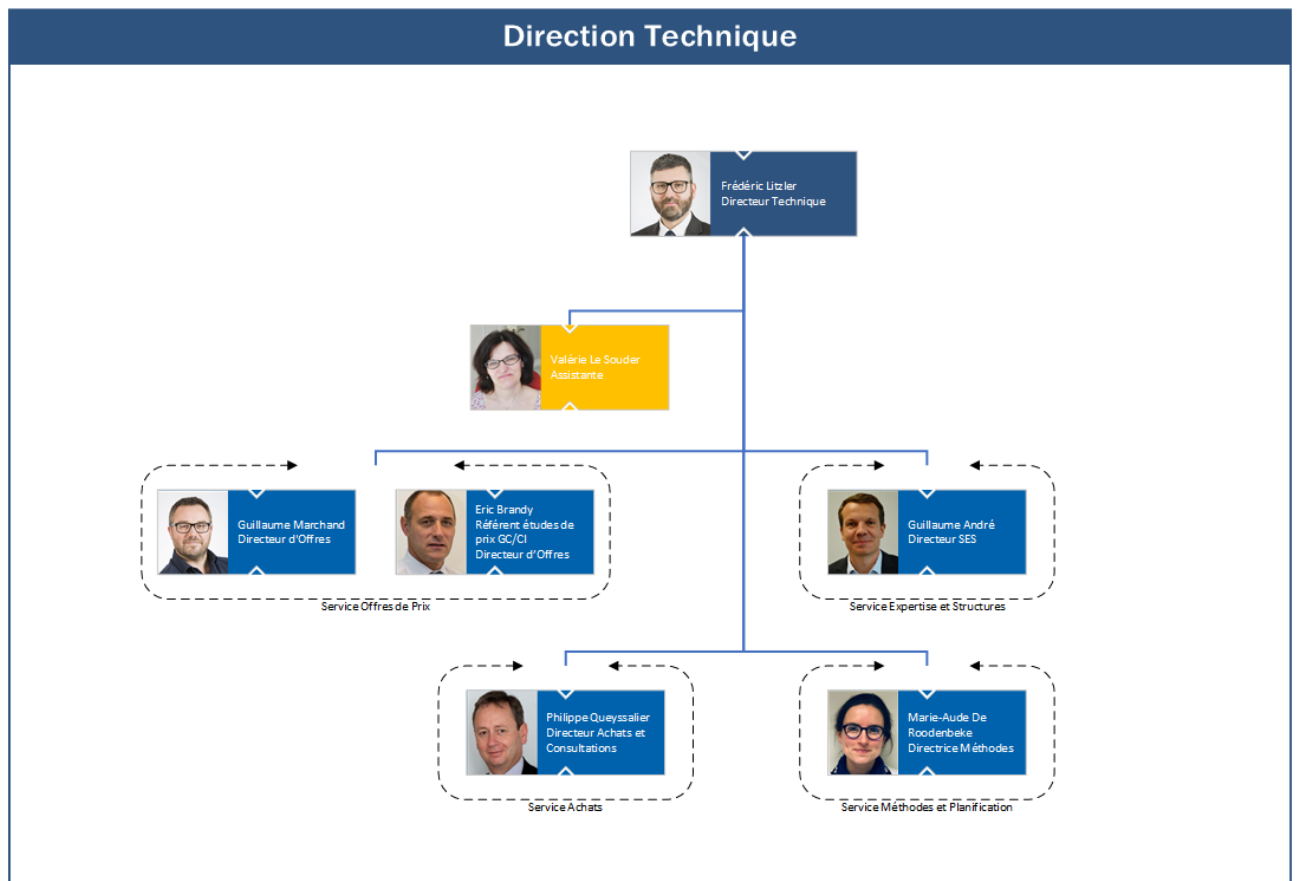 Direction Technique
Frédéric Litzler
Directeur Technique
Valérie Le Souder
Assistante
Guillaume Marchand
Directeur d'Offres
Eric Brandy
Référent études de
prix GC/CI
Directeur d'Offres
Guillaume André
Directeur SES
Service Offres de Prix
Service Expertise et Structures
Philippe Queyssalier
Directeur Achats et
Consultations
Marie-Aude De
Roodenbeke
Directrice Méthodes
Service Achats
Service Méthodes et Planification